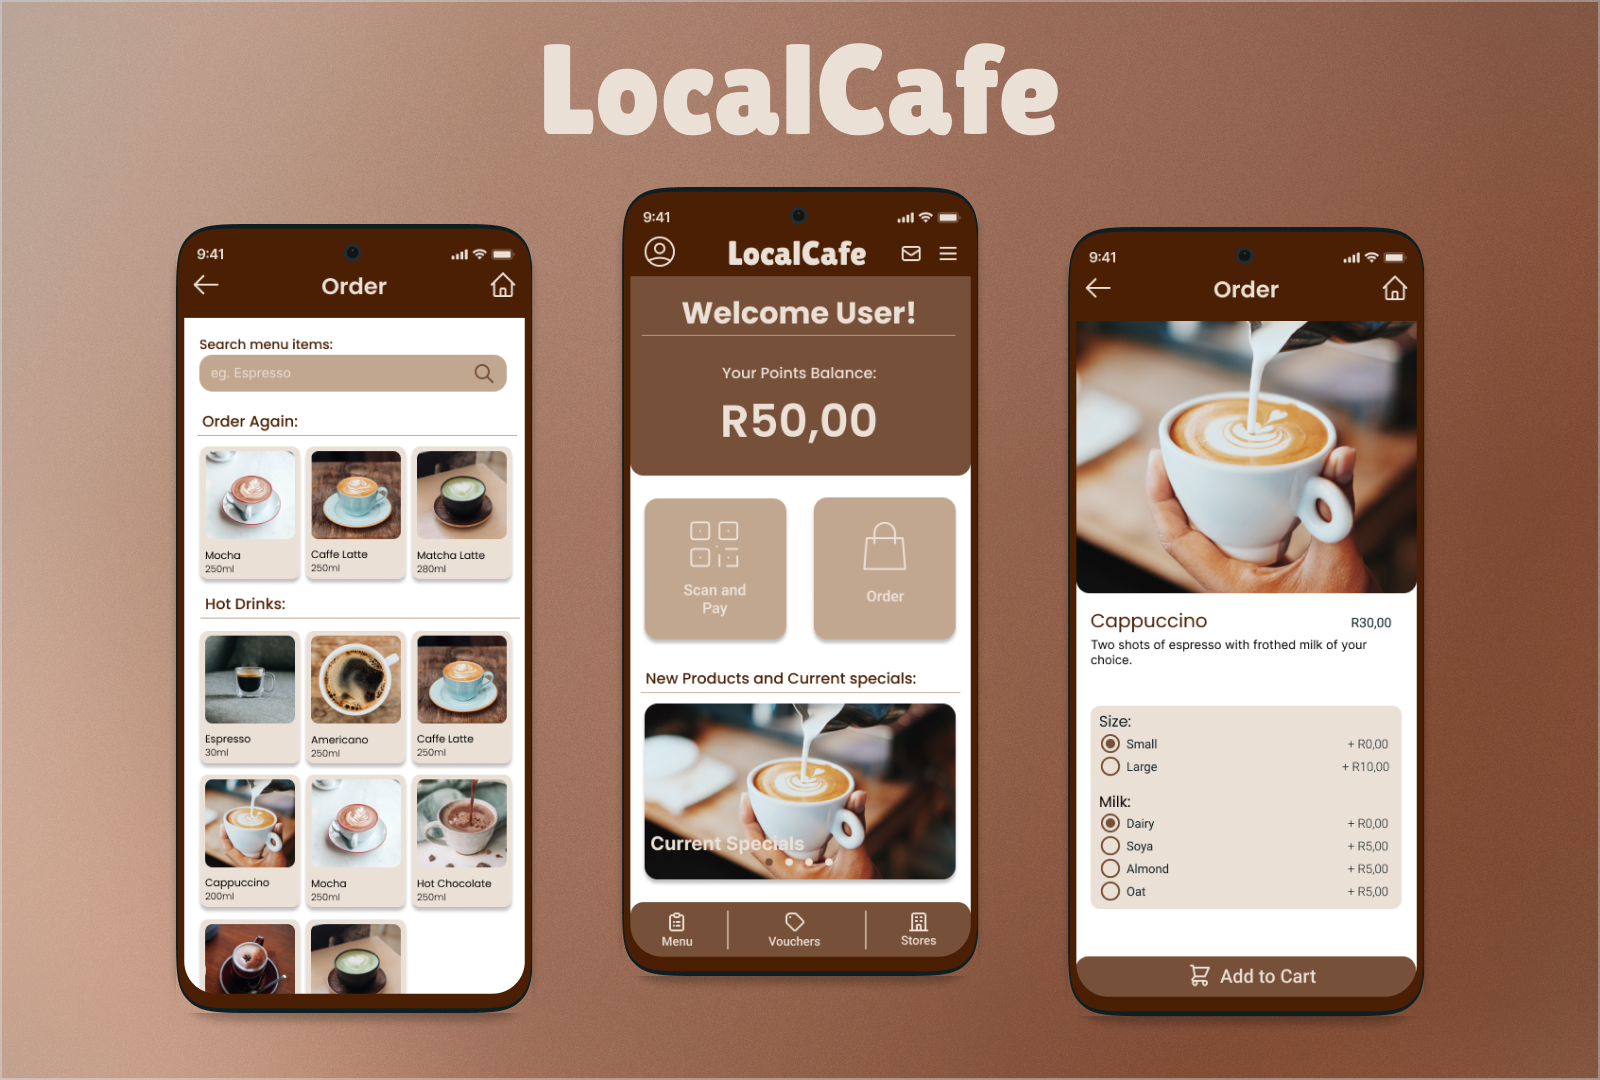 LocalCafe
9:41
Order
Search menu items:
eg. Espresso
Order Again:
Mocha
250ml
Caffe Latte
250ml
Matcha Latte
280ml
Hot Drinks:
Espresso
30ml
Americano
250ml
Caffe Latte
250ml
Cappuccino
200ml
Mocha
250ml
Hot Chocolate
250ml
9:41
LocalCafe
Welcome User!
Your Points Balance:
R50,00
Scan and
Pay
Order
New Products and Current specials:
Current Specials
Menu
Vouchers
Stores
9:41
Order
Cappuccino
R30,00
Two shots of espresso with frothed milk of your
choice.
Size:
Small + R0,00
Large + R10,00
Milk:
Dairy + R0,00
Soya + R5,00
Almond + R5,00
Oat + R5,00
Add to Cart